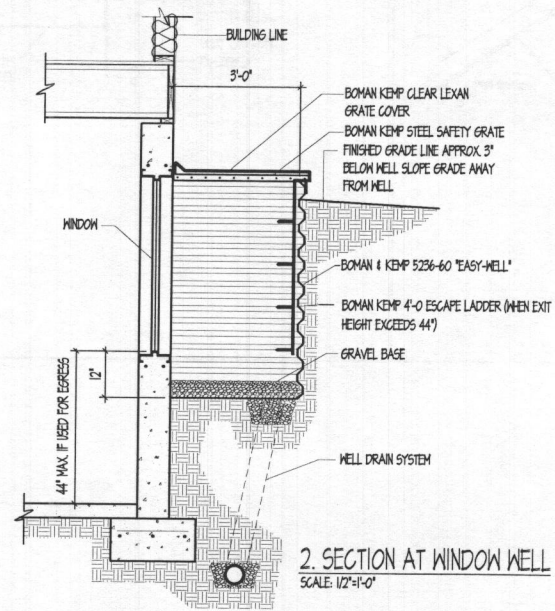 BUILDING LINE
3'-0"
BOMAN KEMP CLEAR LEXAN
GRATE COVER
BOMAN KEMP STEEL SAFETY GRATE
FINISHED GRADE LINE APPROX. 3"
BELOW WELL SLOPE GRADE AWAY
FROM WELL
WINDOW
BOMAN & KEMP 5236-60 "EASY-WELL"
BOMAN KEMP 4'-0 ESCAPE LADDER (WHEN EXIT
HEIGHT EXCEEDS 44")
GRAVEL BASE
12"
44" MAX. IF USED FOR EGRESS
WELL DRAIN SYSTEM
2. SECTION AT WINDOW WELL
SCALE: 1/2"=1'-0"